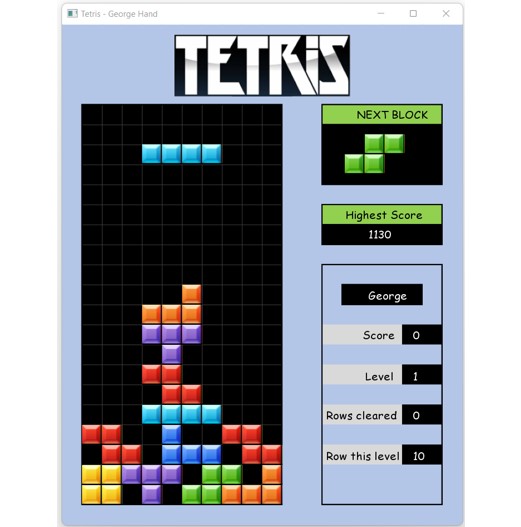 Tetris - George Hand
TETRiS
NEXT BLOCK
Highest Score
1130
George
Score 0
Level 1
Rows cleared 0
Row this level 10